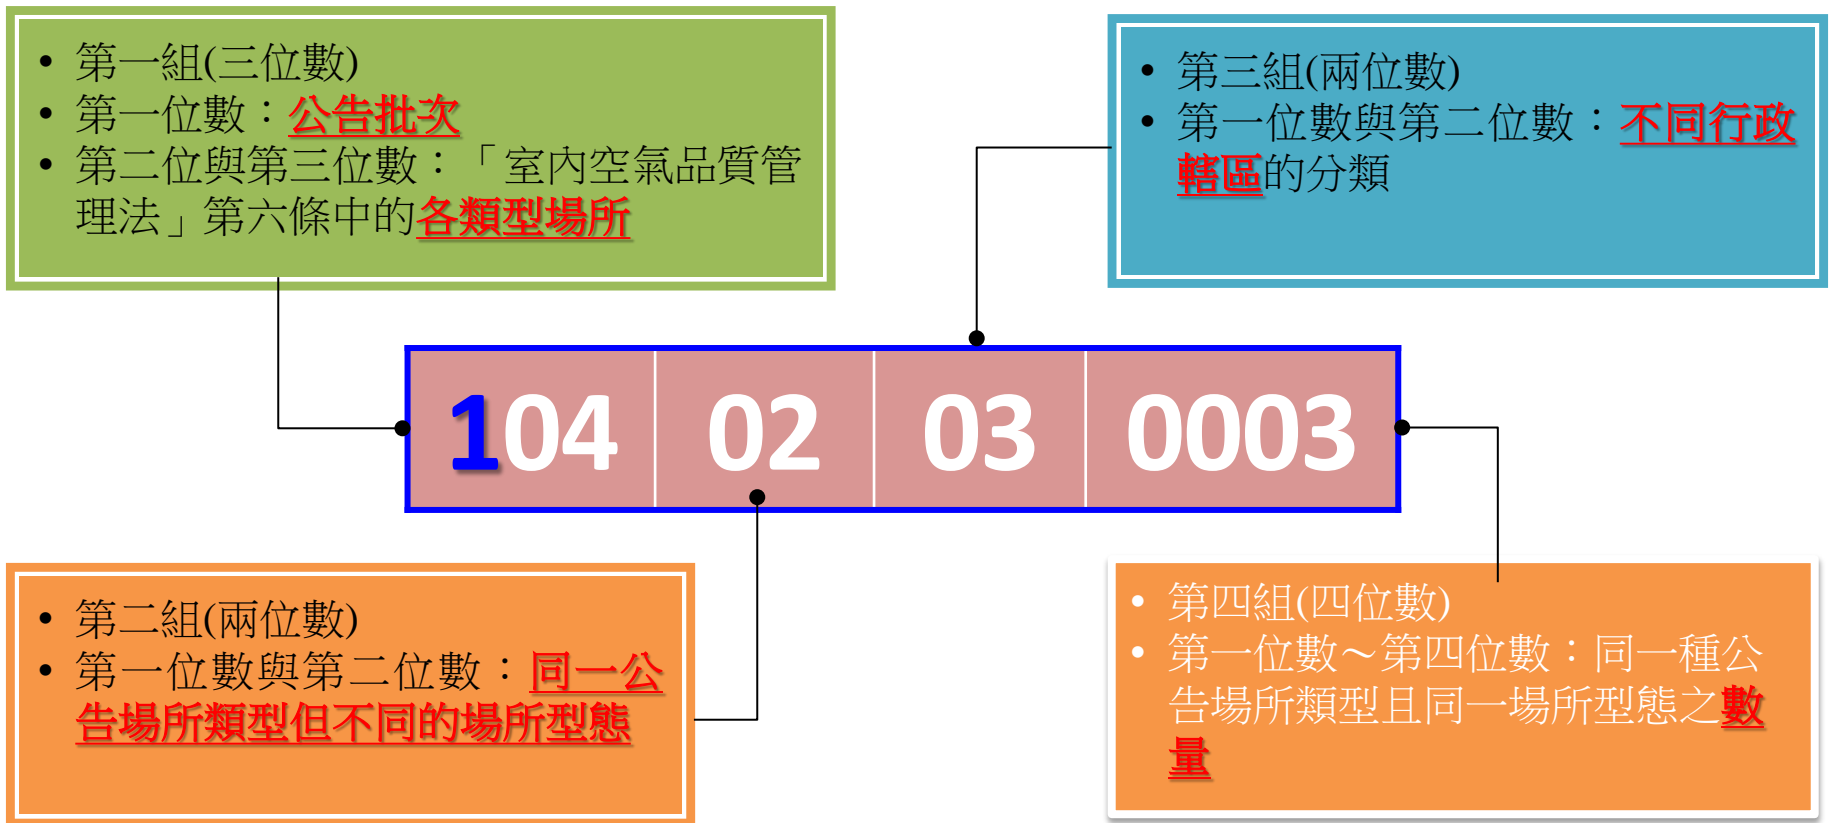 • 第一組(三位數)
• 第一位數：公告批次
• 第二位與第三位數：「室內空氣品質管
理法」第六條中的各類型場所
• 第三組(兩位數)
• 第一位數與第二位數：不同行政
轄區的分類
104 02 03 0003
• 第二組(兩位數)
• 第一位數與第二位數：同一公
告場所類型但不同的場所型態
• 第四組(四位數)
• 第一位數～第四位數：同一種公
告場所類型且同一場所型態之數
量